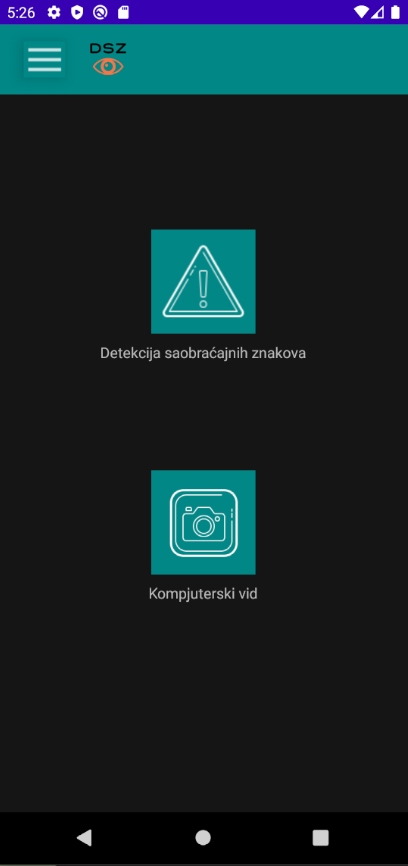 5:26
DSZ
Detekcija saobraćajnih znakova
Kompjuterski vid